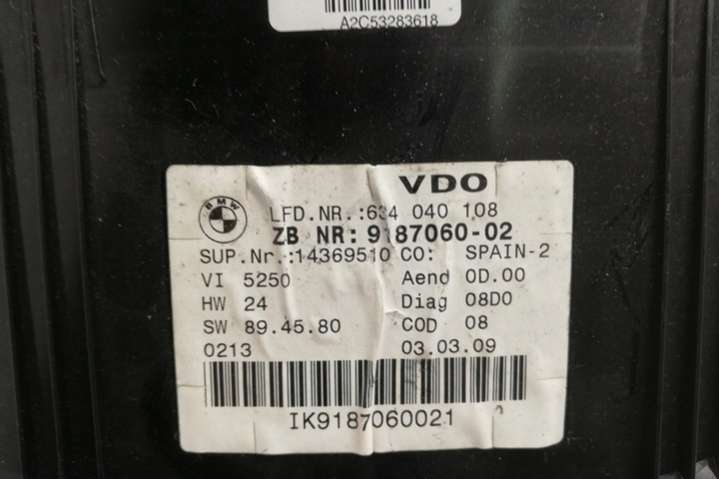 A2C53283618
VDO
BMW
LFD.NR.:634 040 108
ZB NR: 9187060-02
SUP.Nr.:14369510 CO: SPAIN-2
VI 5250 Aend 0D.00
HW 24 Diag 08D0
SW 89.45.80 COD 08
0213 03.03.09
IK9187060021